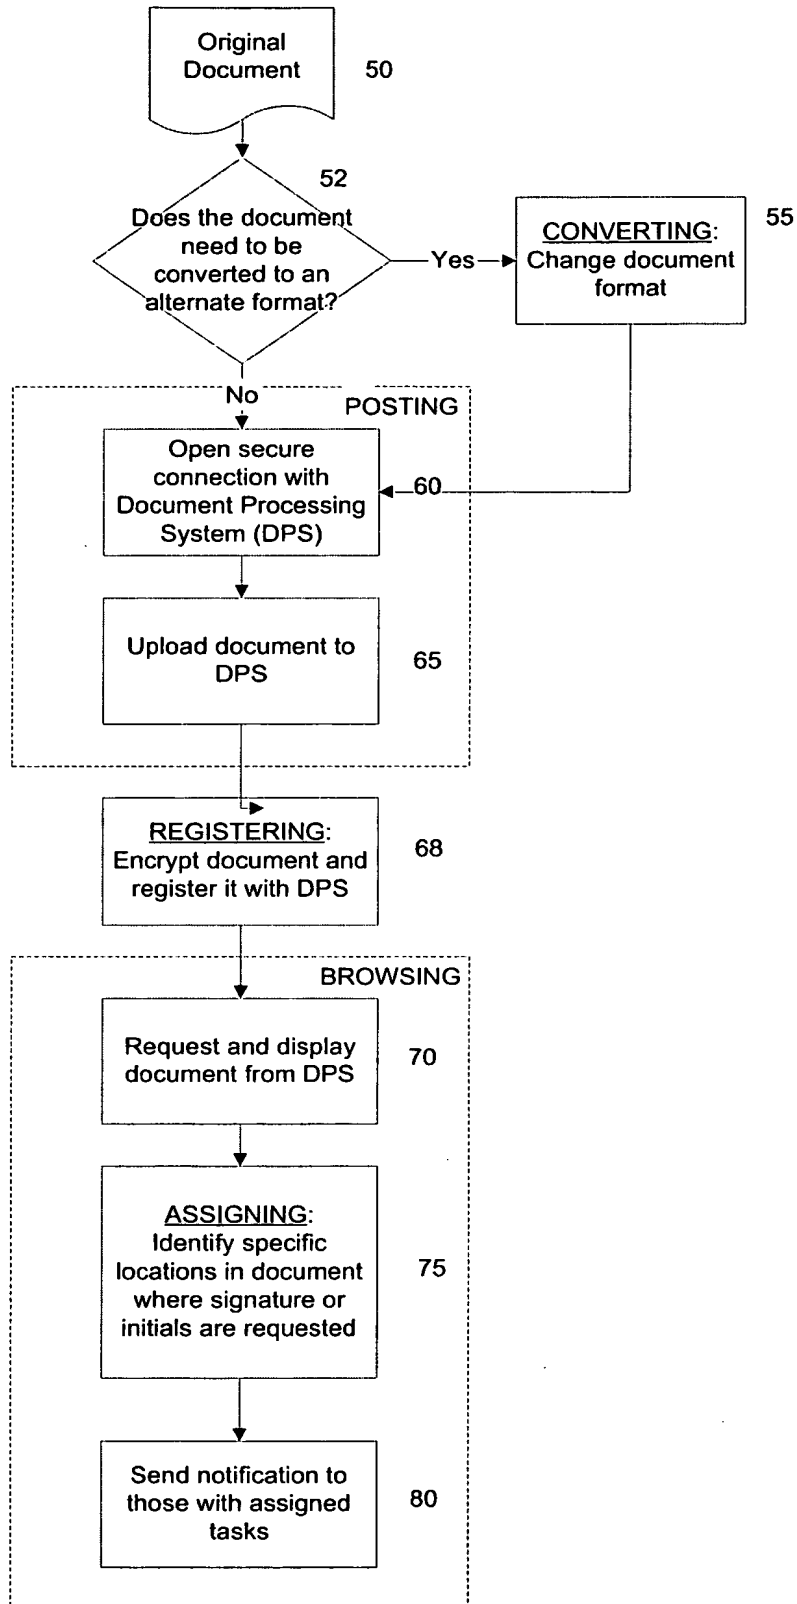 Original
Document
50
52
Does the document
need to be
converted to an
alternate format?
Yes
55
CONVERTING:
Change document
format
No
POSTING
Open secure
connection with
Document Processing
System (DPS)
60
Upload document to
DPS
65
REGISTERING:
Encrypt document and
register it with DPS
68
BROWSING
Request and display
document from DPS
70
ASSIGNING:
Identify specific
locations in document
where signature or
initials are requested
75
Send notification to
those with assigned
tasks
80